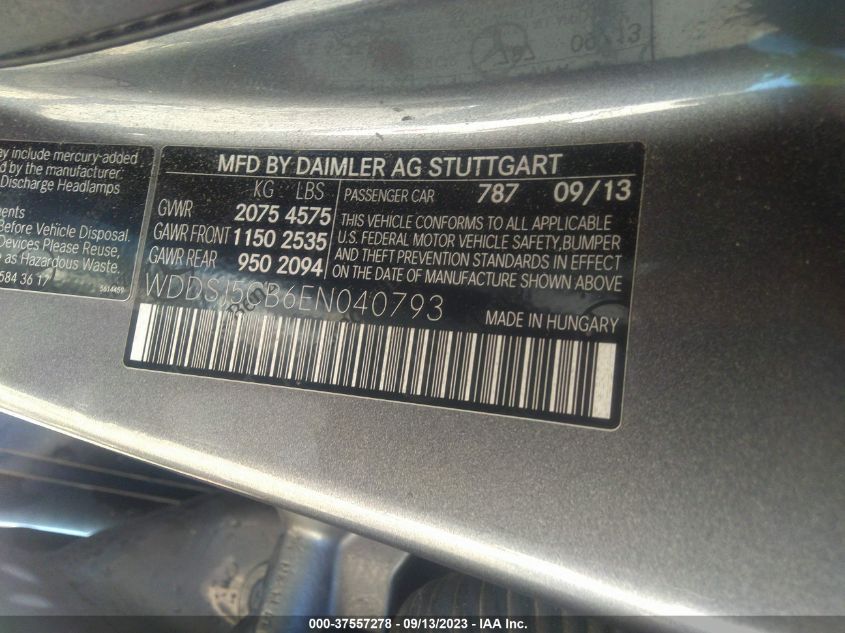 06/13
y include mercury-added
d by the manufacturer:
Discharge Headlamps
ents
Before Vehicle Disposal.
Devices Please Reuse,
e as Hazardous Waste.
584 36 17
5614459
MFD BY DAIMLER AG STUTTGART
KG LBS
GVWR 2075 4575
GAWR FRONT 1150 2535
GAWR REAR 950 2094
PASSENGER CAR 787 09/13
THIS VEHICLE CONFORMS TO ALL APPLICABLE
U.S. FEDERAL MOTOR VEHICLE SAFETY,BUMPER
AND THEFT PREVENTION STANDARDS IN EFFECT
ON THE DATE OF MANUFACTURE SHOWN ABOVE
MADE IN HUNGARY
000-37557278 - 09/13/2023 - IAA Inc.